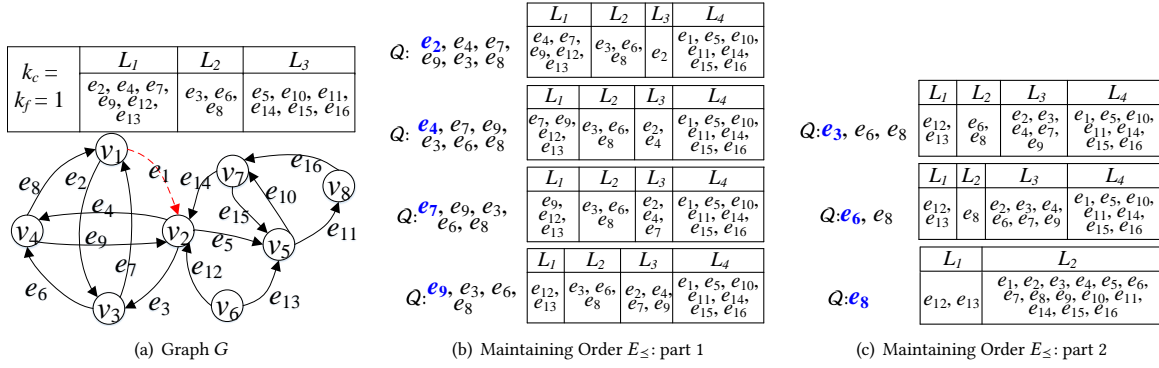 k_c =
k_f = 1
L_1 L_2 L_3
e_2, e_4, e_7,
e_9, e_12,
e_13
e_3, e_6,
e_8
e_5, e_10, e_11,
e_14, e_15, e_16
v_1
e_1
e_8
e_2
e_4
v_4
e_9
e_7
e_6
v_3
e_3
v_2
e_5
e_12
v_6
e_13
e_14
v_7
e_15
e_10
v_5
e_16
v_8
e_11
(a) Graph G
Q: e_2, e_4, e_7,
e_9, e_3, e_8
L_1 L_2 L_3 L_4
e_4, e_7,
e_9, e_12,
e_13
e_3, e_6,
e_8
e_2
e_1, e_5, e_10,
e_11, e_14,
e_15, e_16
Q: e_4, e_7, e_9,
e_3, e_6, e_8
L_1 L_2 L_3 L_4
e_7, e_9,
e_12,
e_13
e_3, e_6,
e_8
e_2,
e_4
e_1, e_5, e_10,
e_11, e_14,
e_15, e_16
Q: e_7, e_9, e_3,
e_6, e_8
L_1 L_2 L_3 L_4
e_9,
e_12,
e_13
e_3, e_6,
e_8
e_2,
e_4,
e_7
e_1, e_5, e_10,
e_11, e_14,
e_15, e_16
Q: e_9, e_3, e_6,
e_8
L_1 L_2 L_3 L_4
e_12,
e_13
e_3, e_6,
e_8
e_2, e_4,
e_7, e_9
e_1, e_5, e_10,
e_11, e_14,
e_15, e_16
(b) Maintaining Order E_⪯: part 1
Q: e_3, e_6, e_8
L_1 L_2 L_3 L_4
e_12,
e_13
e_6,
e_8
e_2, e_3,
e_4, e_7,
e_9
e_1, e_5, e_10,
e_11, e_14,
e_15, e_16
Q: e_6, e_8
L_1 L_2 L_3 L_4
e_12,
e_13
e_8
e_2, e_3, e_4,
e_6, e_7, e_9
e_1, e_5, e_10,
e_11, e_14,
e_15, e_16
Q: e_8
L_1 L_2
e_12, e_13
e_1, e_2, e_3, e_4, e_5, e_6,
e_7, e_8, e_9, e_10, e_11,
e_14, e_15, e_16
(c) Maintaining Order E_⪯: part 2